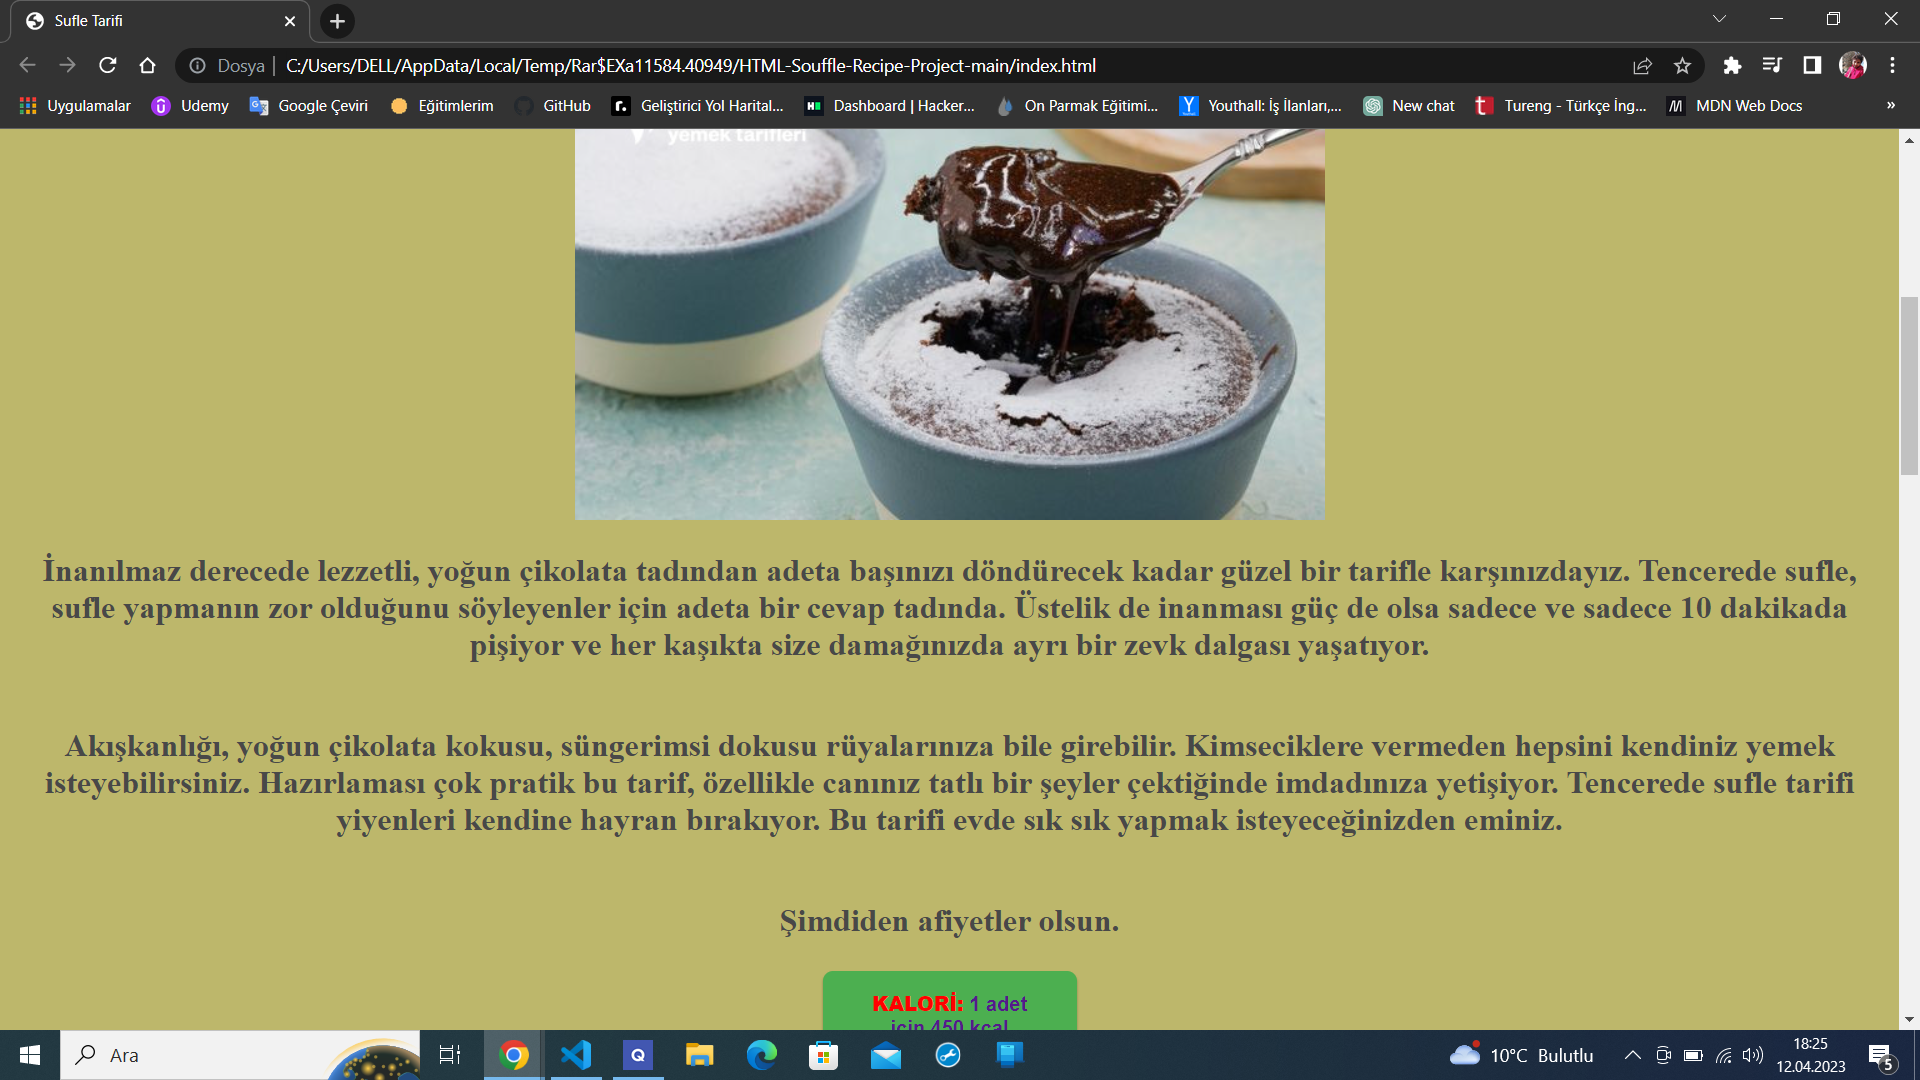 Sufle Tarifi
Dosya C:/Users/DELL/AppData/Local/Temp/Rar$EXa11584.40949/HTML-Souffle-Recipe-Project-main/index.html
Uygulamalar Udemy Google Çeviri Eğitimlerim GitHub Geliştirici Yol Harital... Dashboard | Hacker... On Parmak Eğitimi... Youthall: İş İlanları,... New chat Tureng - Türkçe İng... MDN Web Docs »
yemek tarifleri
İnanılmaz derecede lezzetli, yoğun çikolata tadından adeta başınızı döndürecek kadar güzel bir tarifle karşınızdayız. Tencerede sufle,
sufle yapmanın zor olduğunu söyleyenler için adeta bir cevap tadında. Üstelik de inanması güç de olsa sadece ve sadece 10 dakikada
pişiyor ve her kaşıkta size damağınızda ayrı bir zevk dalgası yaşatıyor.
Akışkanlığı, yoğun çikolata kokusu, süngerimsi dokusu rüyalarınıza bile girebilir. Kimseciklere vermeden hepsini kendiniz yemek
isteyebilirsiniz. Hazırlaması çok pratik bu tarif, özellikle canınız tatlı bir şeyler çektiğinde imdadınıza yetişiyor. Tencerede sufle tarifi
yiyenleri kendine hayran bırakıyor. Bu tarifi evde sık sık yapmak isteyeceğinizden eminiz.
Şimdiden afiyetler olsun.
KALORİ: 1 adet
için 450 kcal
Ara
10°C Bulutlu
18:25
12.04.2023
5